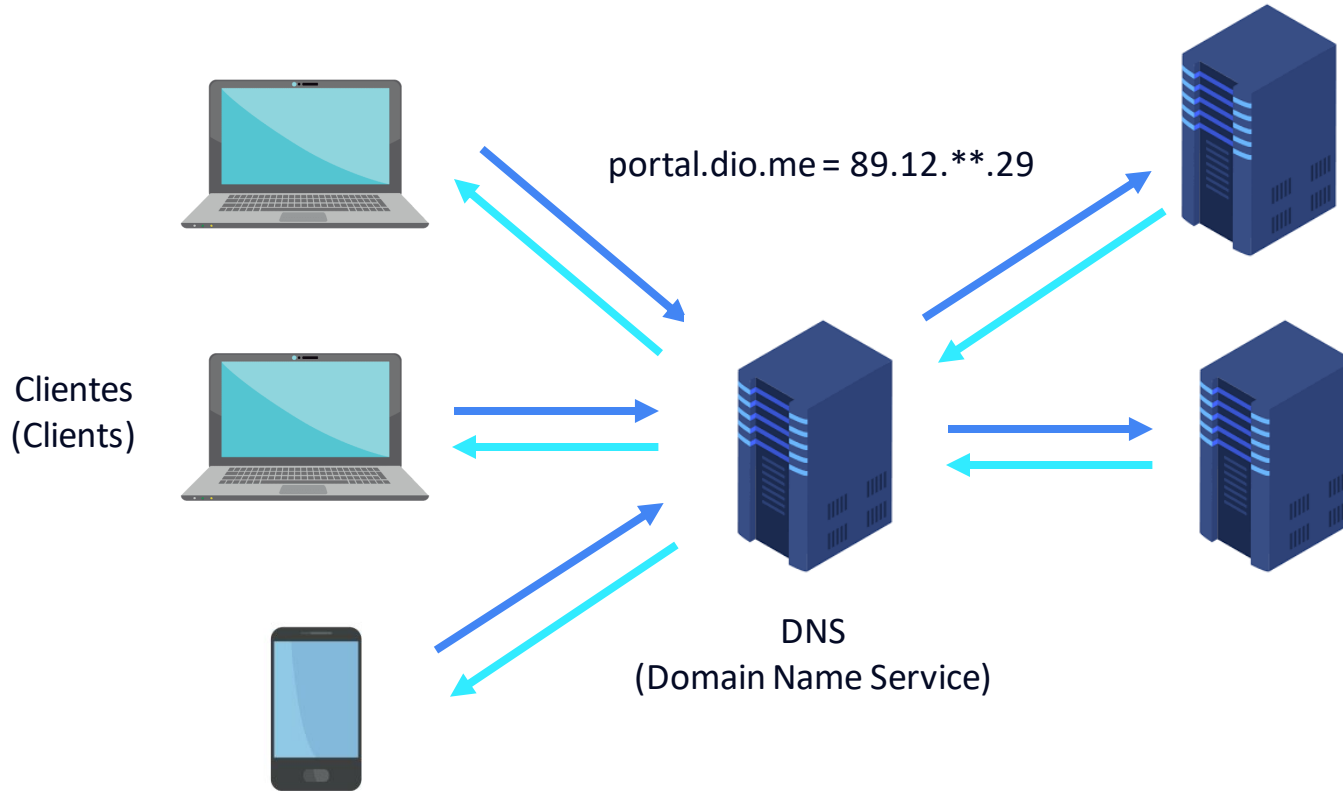 portal.dio.me = 89.12.**.29
Clientes
(Clients)
DNS
(Domain Name Service)